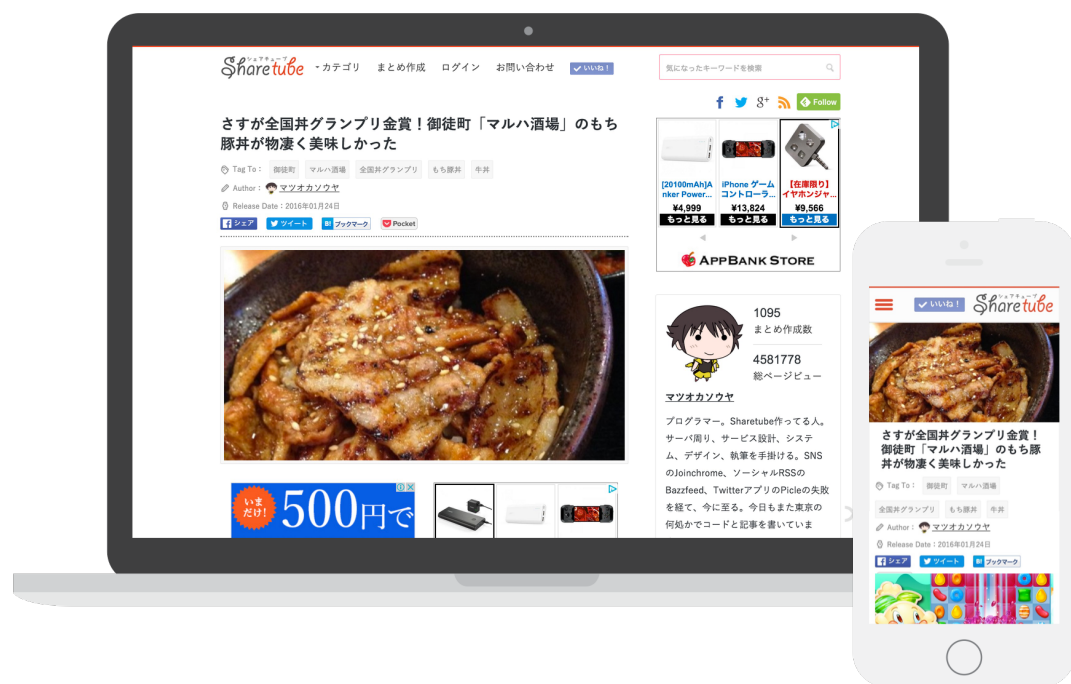 シェアチューブ
Sharetube
カテゴリ まとめ作成 ログイン お問い合わせ いいね！
気になったキーワードを検索
Follow
さすが全国丼グランプリ金賞！御徒町「マルハ酒場」のもち
豚丼が物凄く美味しかった
Tag To： 御徒町 マルハ酒場 全国丼グランプリ もち豚丼 牛丼
Author： マツオカソウヤ
Release Date：2016年01月24日
シェア ツイート B! ブックマーク Pocket
[20100mAh]A
nker Power...
¥4,999
もっと見る
iPhone ゲーム
コントローラ...
¥13,824
もっと見る
【在庫限り】
イヤホンジャ...
¥9,566
もっと見る
APPBANK STORE
1095
まとめ作成数
4581778
総ページビュー
マツオカソウヤ
プログラマー。Sharetube作ってる人。
サーバ周り、サービス設計、システ
ム、デザイン、執筆を手掛ける。SNS
のJoinchrome、ソーシャルRSSの
Bazzfeed、TwitterアプリのPicleの失敗
を経て、今に至る。今日もまた東京の
何処かでコードと記事を書いていま
いま
だけ!
500円で
いいね！
シェアチューブ
Sharetube
さすが全国丼グランプリ金賞！
御徒町「マルハ酒場」のもち豚
丼が物凄く美味しかった
Tag To： 御徒町 マルハ酒場
全国丼グランプリ もち豚丼 牛丼
Author： マツオカソウヤ
Release Date：2016年01月24日
シェア ツイート B! ブックマーク